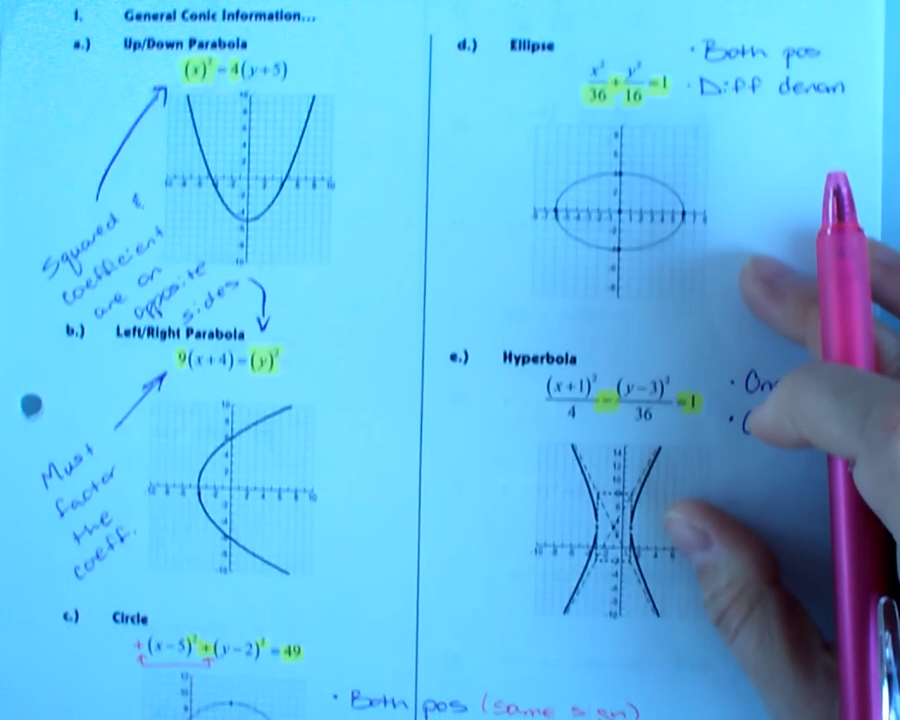 I. General Conic Information...
a.) Up/Down Parabola
(x)² = 4(y+5)
Squared &
coefficient
are on
opposite
sides
b.) Left/Right Parabola
9(x+4) = (y)²
Must
factor
the
coeff.
c.) Circle
+(x-5)²+(y-2)² = 49
• Both pos (same sign)
d.) Ellipse
x²/36 + y²/16 = 1
• Both pos
• Diff denom
e.) Hyperbola
(x+1)²/4 - (y-3)²/36 = 1